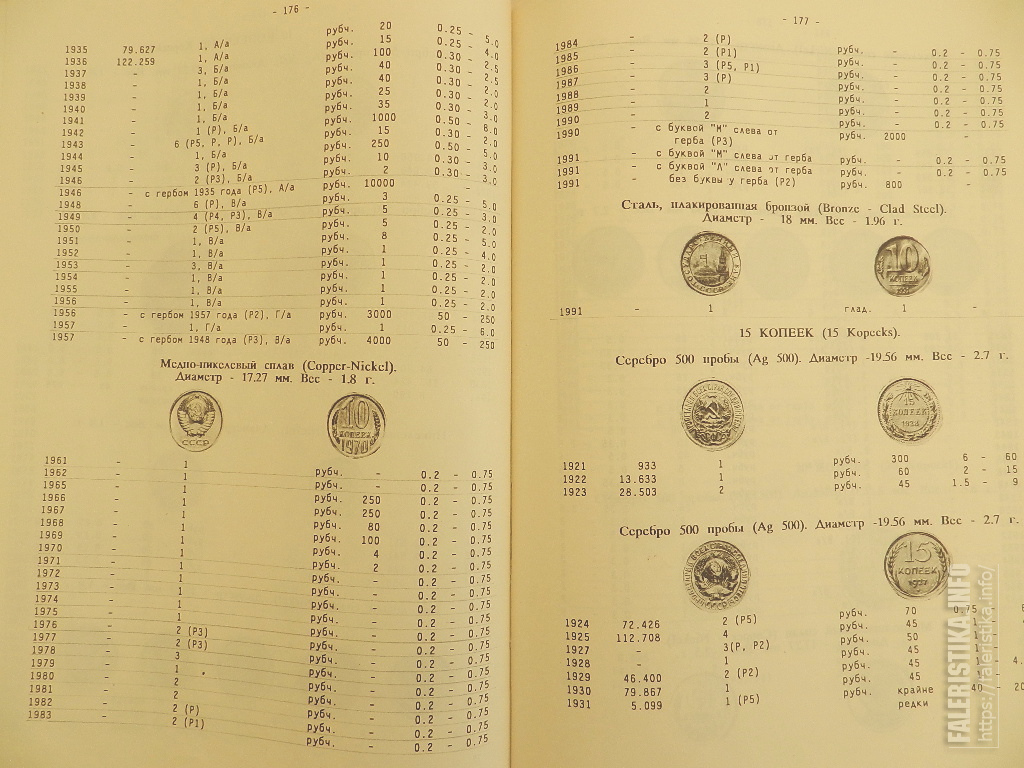 - 176 -
1935 79.627 1, А/а рубч. 20 0.25 - 5.0
1936 122.259 1, А/а рубч. 15 0.25 - 4.0
1937 - 3, Б/а рубч. 100 0.30 - 2.5
1938 - 1, Б/а рубч. 40 0.30 - 2.5
1939 - 1, Б/а рубч. 40 0.30 - 2.0
1940 - 1, Б/а рубч. 25 0.30 - 2.0
1941 - 1, Б/а рубч. 35 0.30 - 3.0
1942 - 1 (Р), Б/а рубч. 1000 0.50 - 8.0
1943 - 6 (Р5, Р, Р), Б/а рубч. 15 0.30 - 2.0
1944 - 1, Б/а рубч. 250 0.50 - 5.0
1945 - 3 (Р), Б/а рубч. 10 0.30 - 3.0
1946 - 2 (Р3), Б/а рубч. 2 0.30 - 3.0
1946 - с гербом 1935 года (Р5), А/а рубч. 10000 -
1948 - 6 (Р), В/а рубч. 3 0.25 - 5.0
1949 - 4 (Р4, Р3), В/а рубч. 5 0.25 - 3.0
1950 - 2 (Р5), В/а рубч. 5 0.25 - 2.0
1951 - 1, В/а рубч. 8 0.25 - 5.0
1952 - 1, В/а рубч. 1 0.25 - 4.0
1953 - 3, В/а рубч. 1 0.25 - 2.0
1954 - 1, В/а рубч. 1 0.25 - 2.0
1955 - 1, В/а рубч. 1 0.25 - 2.0
1956 - 1, В/а рубч. 1 0.25 - 2.0
1956 - с гербом 1957 года (Р2), Г/а рубч. 3000 50 - 250
1957 - 1, Г/а рубч. 1 0.25 - 6.0
1957 - с гербом 1948 года (Р3), В/а рубч. 4000 50 - 250
Медно-никелевый сплав (Copper-Nickel).
Диаметр - 17.27 мм. Вес - 1.8 г.
СССР
10
КОПЕЕК
1970
1961 - 1 рубч. - 0.2 - 0.75
1962 - 1 рубч. - 0.2 - 0.75
1965 - 1 рубч. 250 0.2 - 0.75
1966 - 1 рубч. 250 0.2 - 0.75
1967 - 1 рубч. 80 0.2 - 0.75
1968 - 1 рубч. 100 0.2 - 0.75
1969 - 1 рубч. 4 0.2 - 0.75
1970 - 1 рубч. 2 0.2 - 0.75
1971 - 1 рубч. - 0.2 - 0.75
1972 - 1 рубч. - 0.2 - 0.75
1973 - 1 рубч. - 0.2 - 0.75
1974 - 1 рубч. - 0.2 - 0.75
1975 - 1 рубч. - 0.2 - 0.75
1976 - 2 (Р3) рубч. - 0.2 - 0.75
1977 - 2 (Р3) рубч. - 0.2 - 0.75
1978 - 3 рубч. - 0.2 - 0.75
1979 - 1 рубч. - 0.2 - 0.75
1980 - 2 рубч. - 0.2 - 0.75
1981 - 2 рубч. - 0.2 - 0.75
1982 - 2 (Р) рубч. - 0.2 - 0.75
1983 - 2 (Р1) рубч. - 0.2 - 0.75
- 177 -
1984 - 2 (Р) рубч. - 0.2 - 0.75
1985 - 2 (Р1) рубч. - 0.2 - 0.75
1986 - 3 (Р5, Р1) рубч. - 0.2 - 0.75
1987 - 3 (Р) рубч. - 0.2 - 0.75
1988 - 2 рубч. - 0.2 - 0.75
1989 - 1 рубч. - 0.2 - 0.75
1990 - 2 рубч. - 0.2 - 0.75
1990 - с буквой "М" слева от
герба (Р3) рубч. 2000 -
1991 - с буквой "М" слева от герба рубч. - 0.2 - 0.75
1991 - с буквой "Л" слева от герба рубч. - 0.2 - 0.75
1991 - без буквы у герба (Р2) рубч. 800 -
Сталь, плакированная бронзой (Bronze - Clad Steel).
Диаметр - 18 мм. Вес - 1.96 г.
10
1991 - 1 глад. 1 -
15 КОПЕЕК (15 Kopecks).
Серебро 500 пробы (Ag 500). Диаметр -19.56 мм. Вес - 2.7 г.
15
КОПЕЕК
1921 933 1 рубч. 300 6 - 60
1922 13.633 1 рубч. 60 2 - 15
1923 28.503 2 рубч. 45 1.5 - 9
Серебро 500 пробы (Ag 500). Диаметр -19.56 мм. Вес - 2.7 г.
15
КОПЕЕК
1924 72.426 2 (Р5) рубч. 70 0.75 -
1925 112.708 4 рубч. 45 1 -
1927 - 3(Р, Р2) рубч. 50 1 -
1928 - 1 рубч. 45 1 -
1929 46.400 2 (Р2) рубч. 45 1 -
1930 79.867 1 рубч. 45
1931 5.099 1 (Р5) рубч. крайне 40 - 20
редки
FALERISTIKA.INFO
https://faleristika.info/